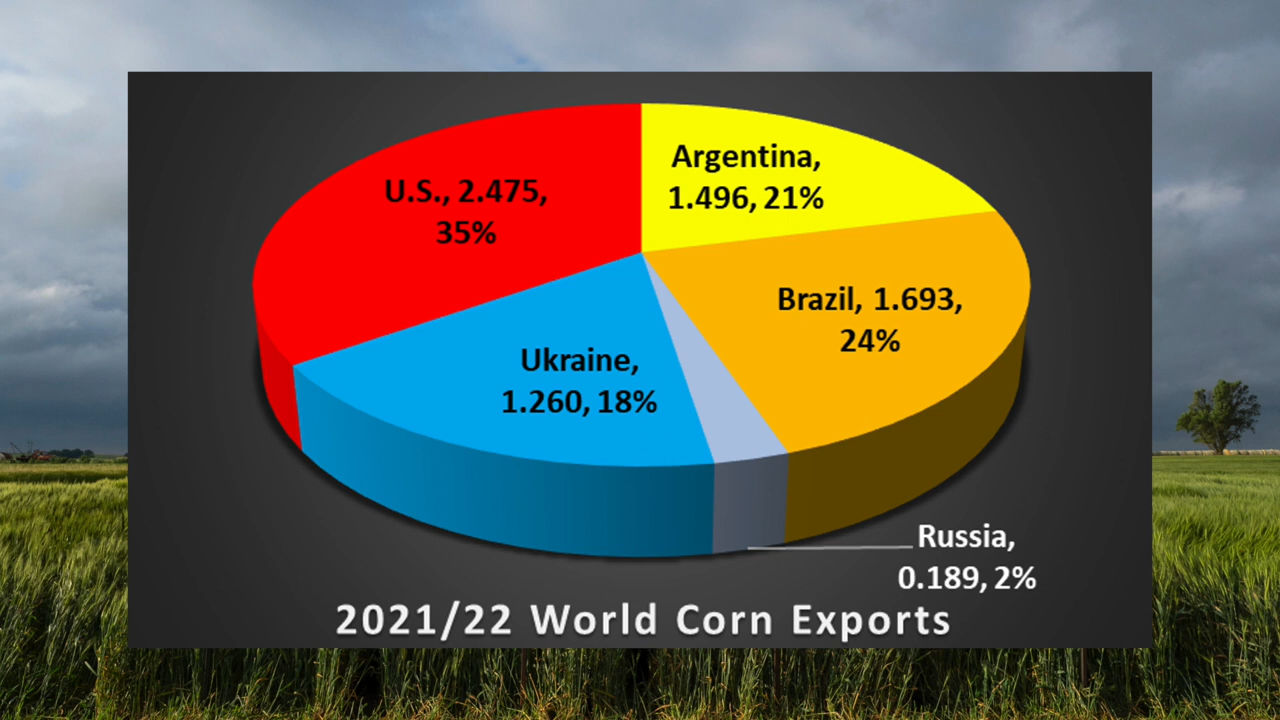 Argentina,
1.496, 21%
U.S., 2.475,
35%
Brazil, 1.693,
24%
Ukraine,
1.260, 18%
Russia,
0.189, 2%
2021/22 World Corn Exports